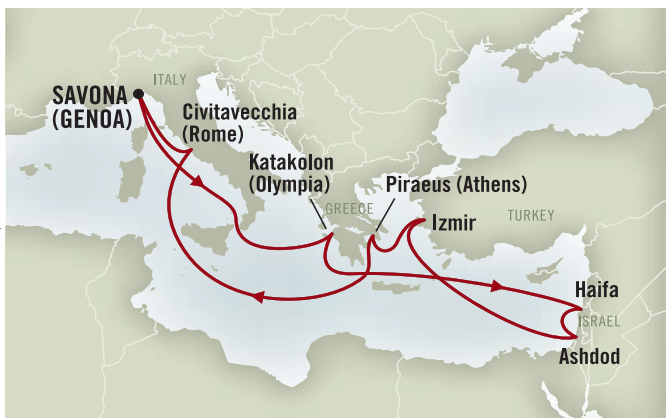 ITALY
SAVONA
(GENOA)
Civitavecchia
(Rome)
Katakolon
(Olympia)
Piraeus (Athens)
GREECE
Izmir
TURKEY
Haifa
ISRAEL
Ashdod